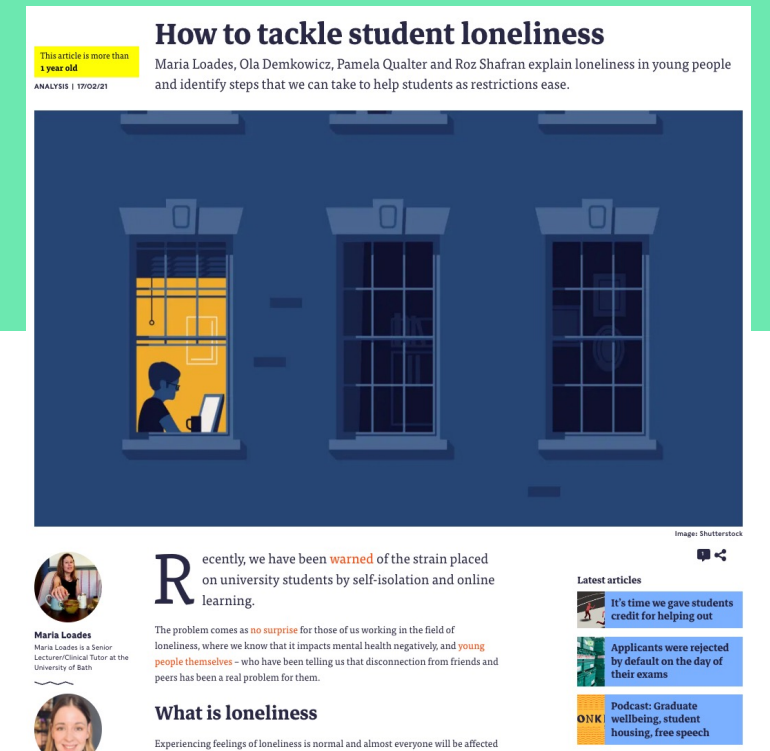 How to tackle student loneliness
This article is more than
1 year old
Maria Loades, Ola Demkowicz, Pamela Qualter and Roz Shafran explain loneliness in young people
and identify steps that we can take to help students as restrictions ease.
ANALYSIS | 17/02/21
Image: Shutterstock
Recently, we have been warned of the strain placed
on university students by self-isolation and online
learning.
The problem comes as no surprise for those of us working in the field of
loneliness, where we know that it impacts mental health negatively, and young
people themselves – who have been telling us that disconnection from friends and
peers has been a real problem for them.
What is loneliness
Experiencing feelings of loneliness is normal and almost everyone will be affected
Maria Loades
Maria Loades is a Senior
Lecturer/Clinical Tutor at the
University of Bath
Latest articles
It's time we gave students
credit for helping out
Applicants were rejected
by default on the day of
their exams
ONK
Podcast: Graduate
wellbeing, student
housing, free speech